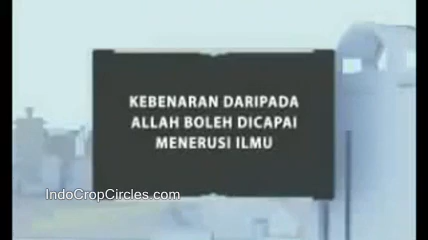 KEBENARAN DARIPADA
ALLAH BOLEH DICAPAI
MENERUSI ILMU
IndoCropCircles.com